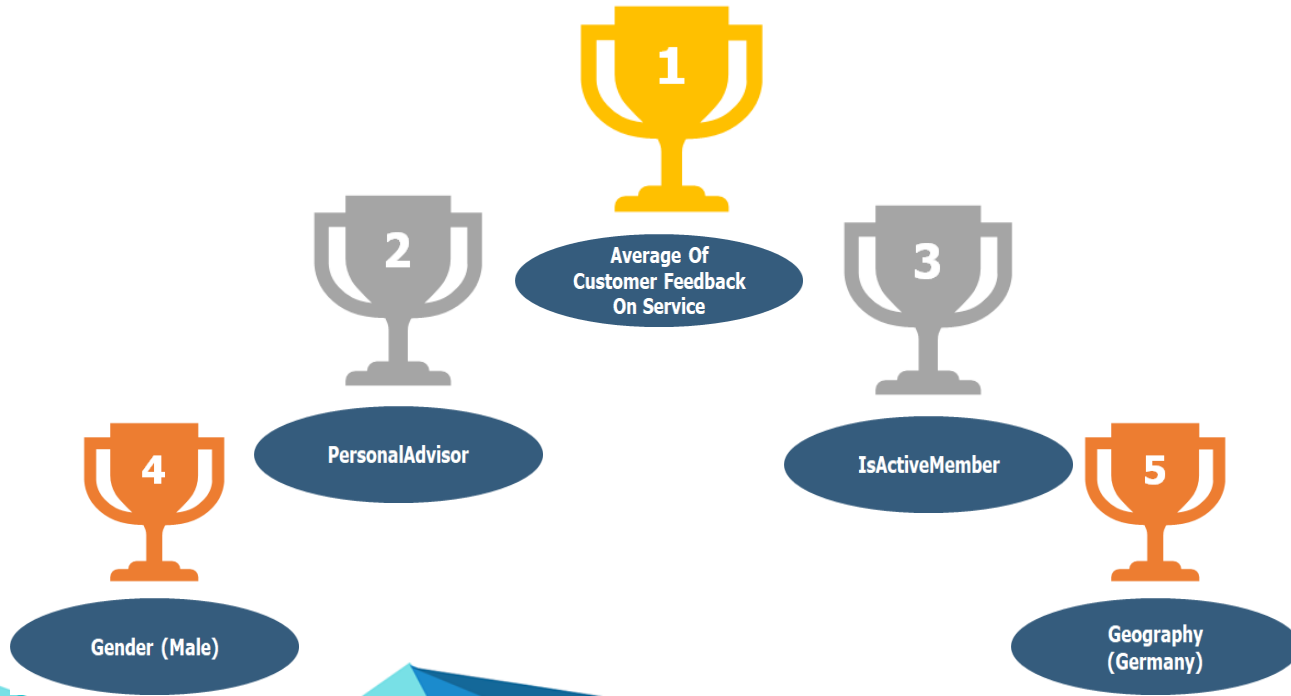 1
Average Of
Customer Feedback
On Service
2
PersonalAdvisor
3
IsActiveMember
4
Gender (Male)
5
Geography
(Germany)